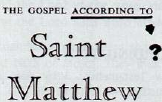 THE GOSPEL ACCORDING TO
Saint
?
Matthew